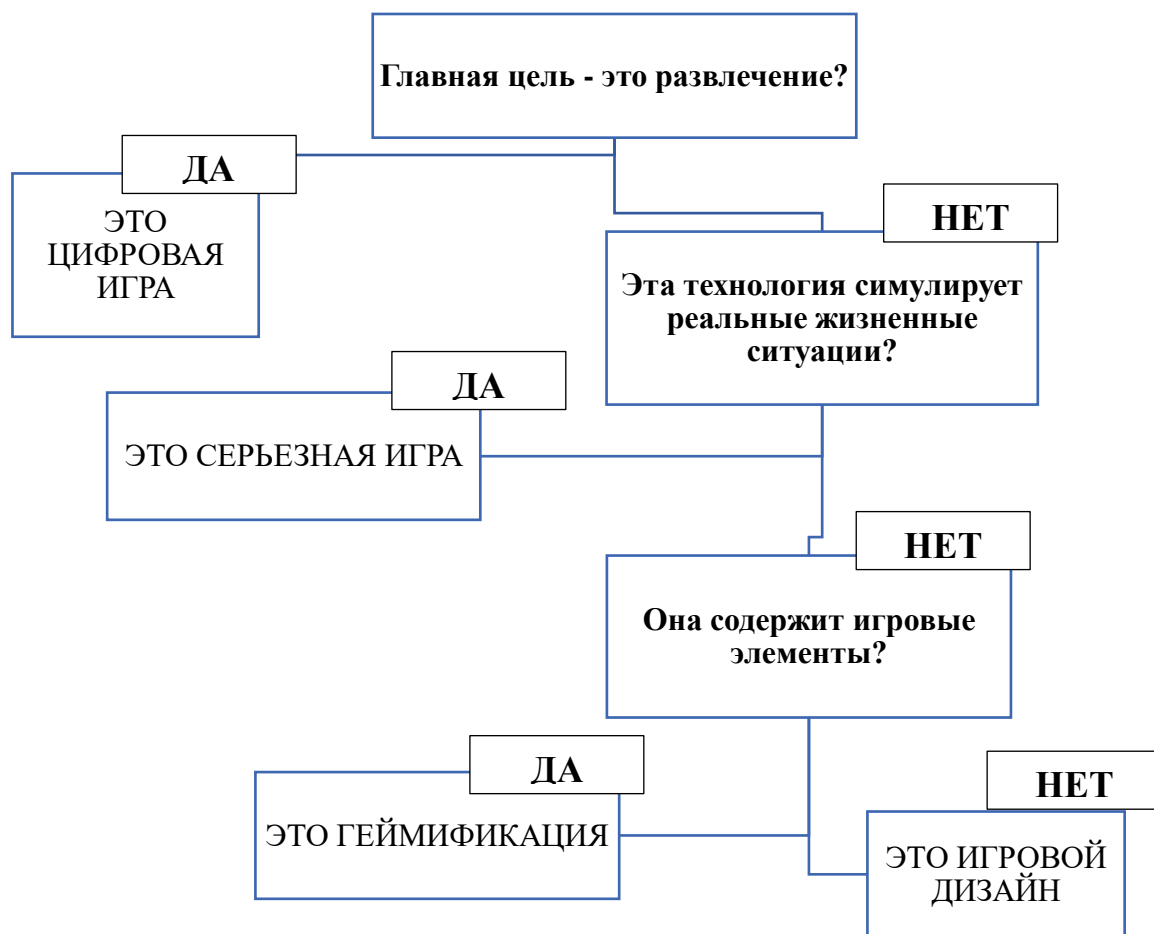 Главная цель - это развлечение?
ДА
ЭТО
ЦИФРОВАЯ
ИГРА
НЕТ
Эта технология симулирует
реальные жизненные
ситуации?
ДА
ЭТО СЕРЬЕЗНАЯ ИГРА
НЕТ
Она содержит игровые
элементы?
ДА
ЭТО ГЕЙМИФИКАЦИЯ
НЕТ
ЭТО ИГРОВОЙ
ДИЗАЙН